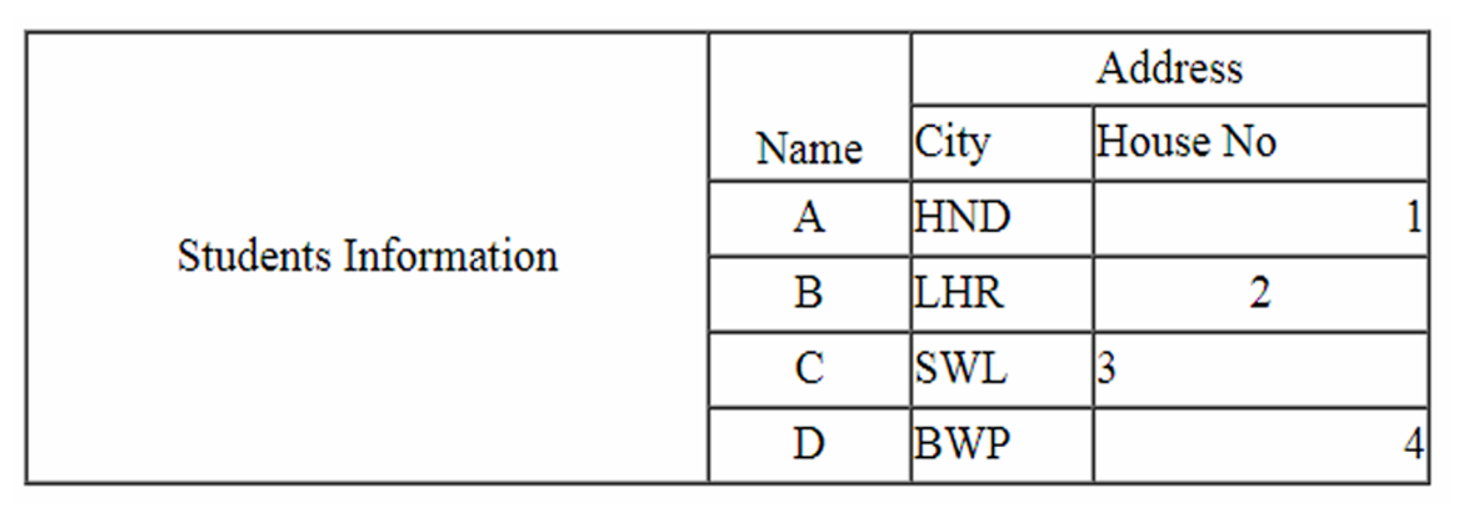 Students Information
Name
Address
City House No
A HND 1
B LHR 2
C SWL 3
D BWP 4